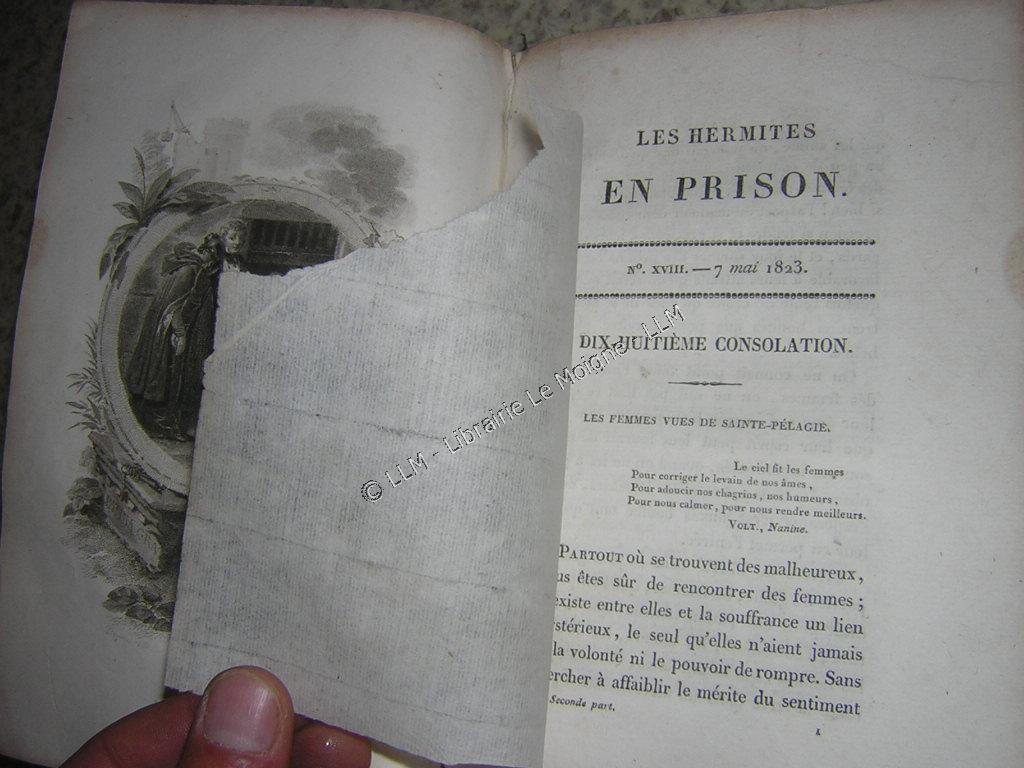 LES HERMITES
EN PRISON.
N°. XVIII. — 7 mai 1823.
DIX-HUITIÈME CONSOLATION.
LES FEMMES VUES DE SAINTE-PÉLAGIE.
Le ciel fit les femmes
Pour corriger le levain de nos âmes,
Pour adoucir nos chagrins, nos humeurs,
Pour nous calmer, pour nous rendre meilleurs.
VOLT., Nanine.
PARTOUT où se trouvent des malheureux,
us êtes sûr de rencontrer des femmes ;
existe entre elles et la souffrance un lien
stérieux, le seul qu'elles n'aient jamais
la volonté ni le pouvoir de rompre. Sans
ercher à affaiblir le mérite du sentiment
Seconde part.
1
© LLM - Librairie Le Moigne - LLM